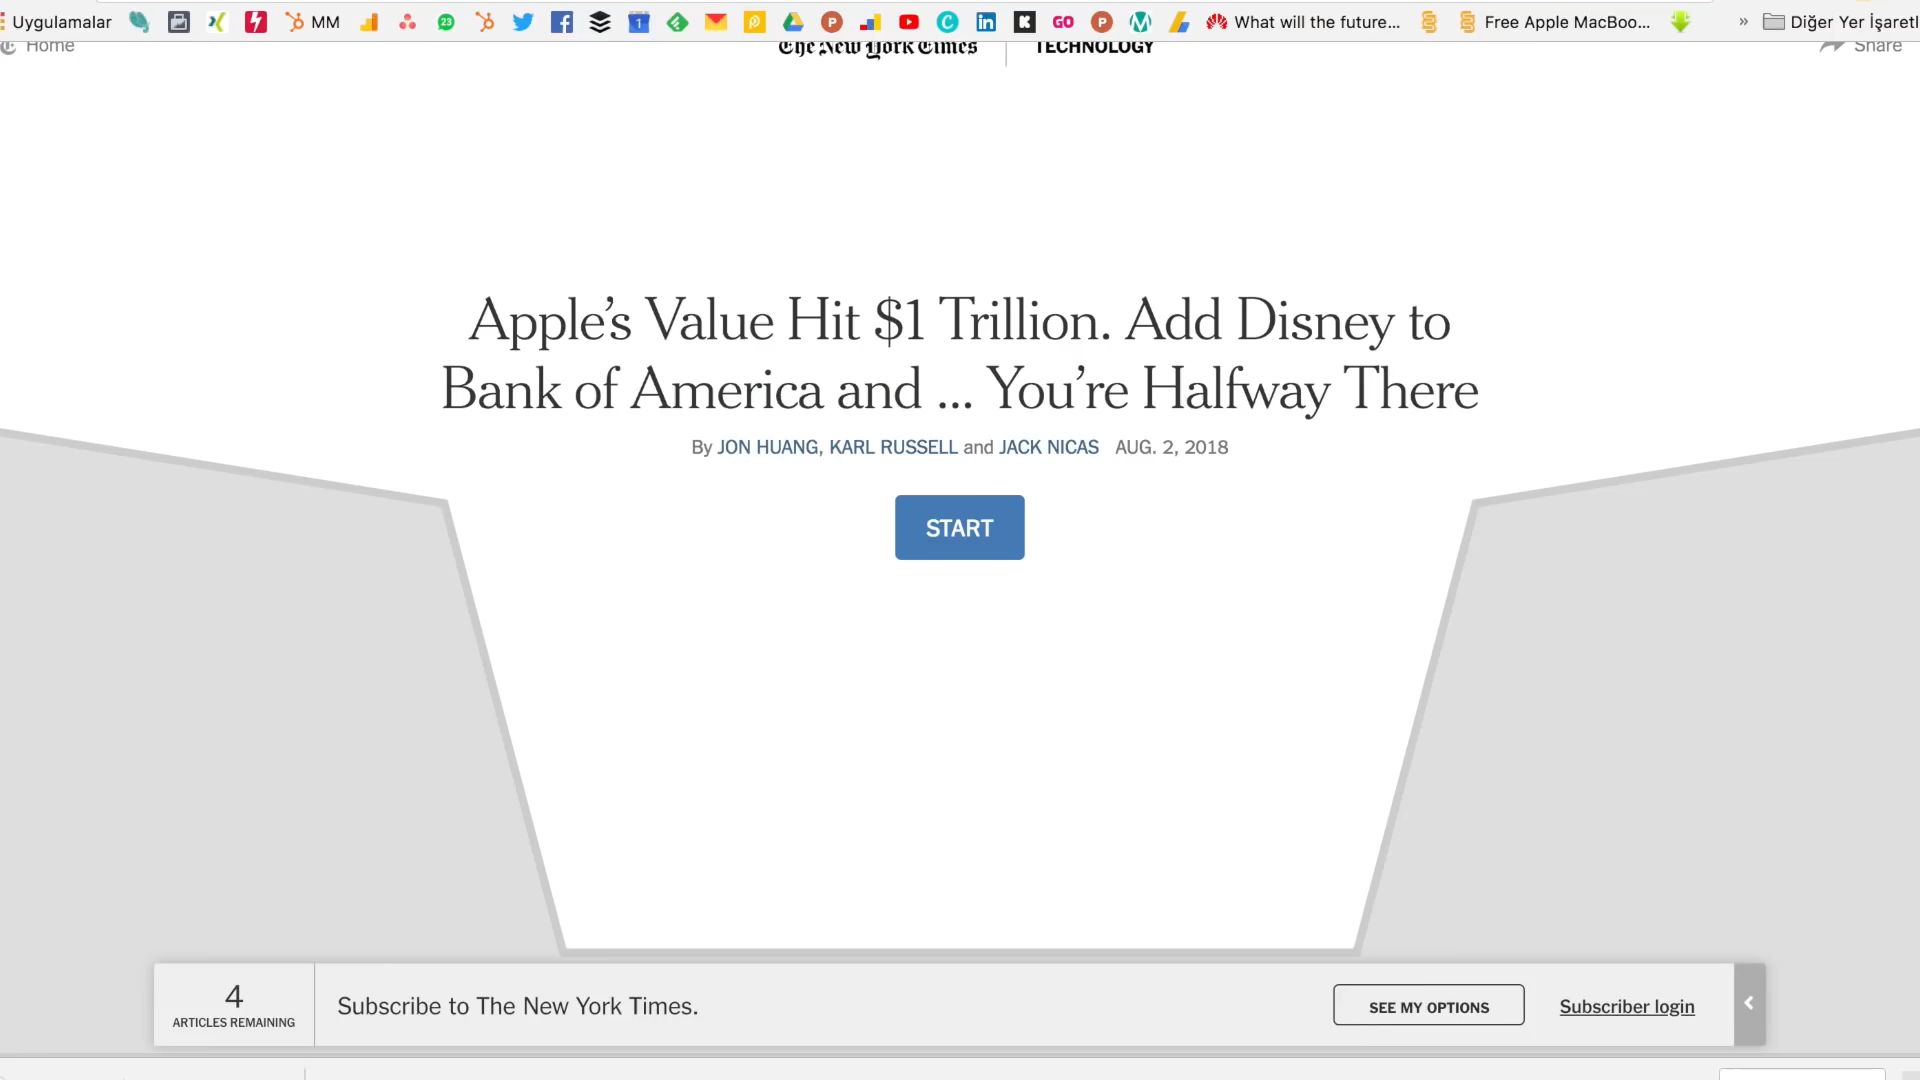 Uygulamalar MM 23 1 What will the future... Free Apple MacBoo... » Diğer Yer İşaretl
Home The New York Times TECHNOLOGY Share
Apple’s Value Hit $1 Trillion. Add Disney to
Bank of America and ... You’re Halfway There
By JON HUANG, KARL RUSSELL and JACK NICAS AUG. 2, 2018
START
4
ARTICLES REMAINING
Subscribe to The New York Times.
SEE MY OPTIONS
Subscriber login